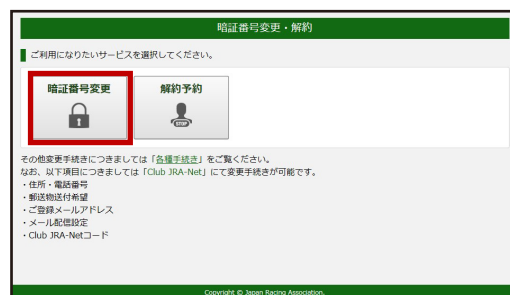 暗証番号変更・解約
ご利用になりたいサービスを選択してください。
暗証番号変更
解約予約
STOP
その他変更手続きにつきましては「各種手続き」をご覧ください。
なお、以下項目につきましては「Club JRA-Net」にて変更手続きが可能です。
・住所・電話番号
・郵送物送付希望
・ご登録メールアドレス
・メール配信設定
・Club JRA-Netコード
Copyright © Japan Racing Association.